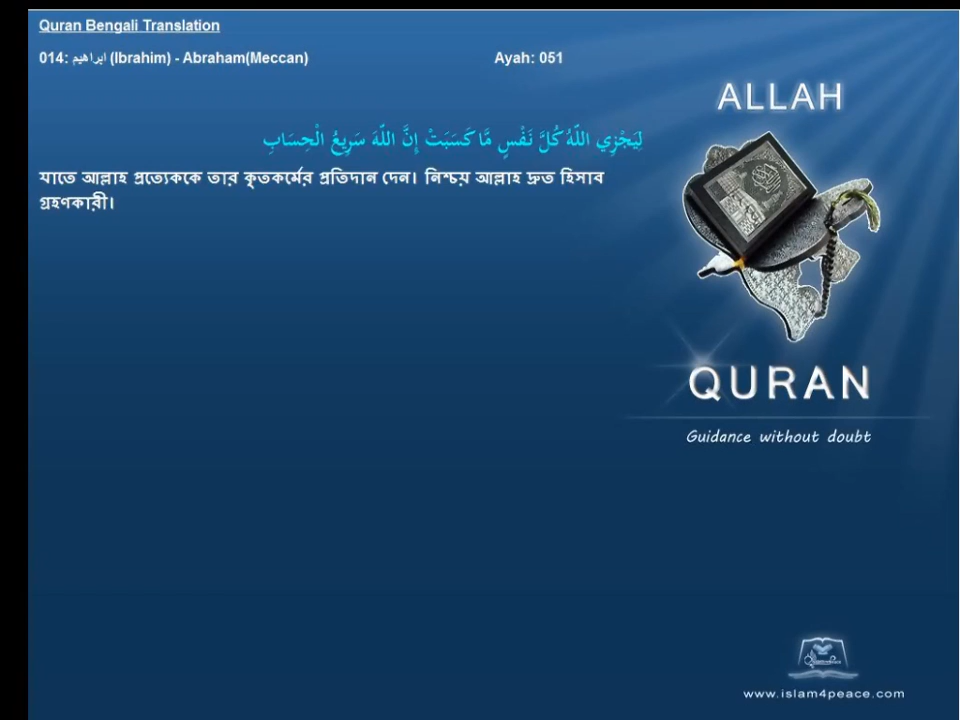 Quran Bengali Translation
014: ابراهيم (Ibrahim) - Abraham(Meccan) Ayah: 051
لِيَجْزِي اللّهُ كُلَّ نَفْسٍ مَّا كَسَبَتْ إِنَّ اللّهَ سَرِيعُ الْحِسَابِ
যাতে আল্লাহ প্রত্যেককে তার কৃতকর্মের প্রতিদান দেন। নিশ্চয় আল্লাহ দ্রুত হিসাব
গ্রহণকারী।
ALLAH
QURAN
Guidance without doubt
www.islam4peace.com